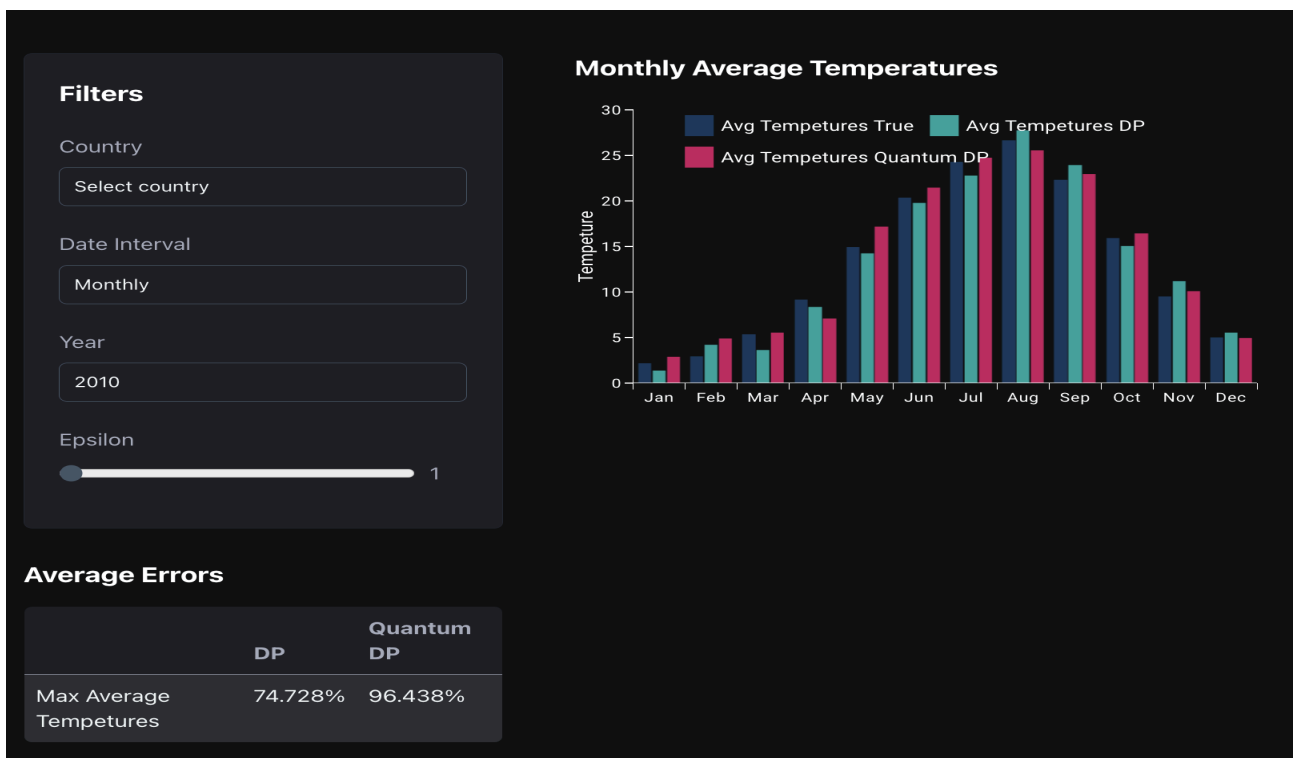 Filters
Country
Select country
Date Interval
Monthly
Year
2010
Epsilon
1
Average Errors
DP
Quantum
DP
Max Average
Tempetures
74.728%
96.438%
Monthly Average Temperatures
Avg Tempetures True
Avg Tempetures DP
Avg Tempetures Quantum DP
Tempeture
30
25
20
15
10
5
0
Jan Feb Mar Apr May Jun Jul Aug Sep Oct Nov Dec